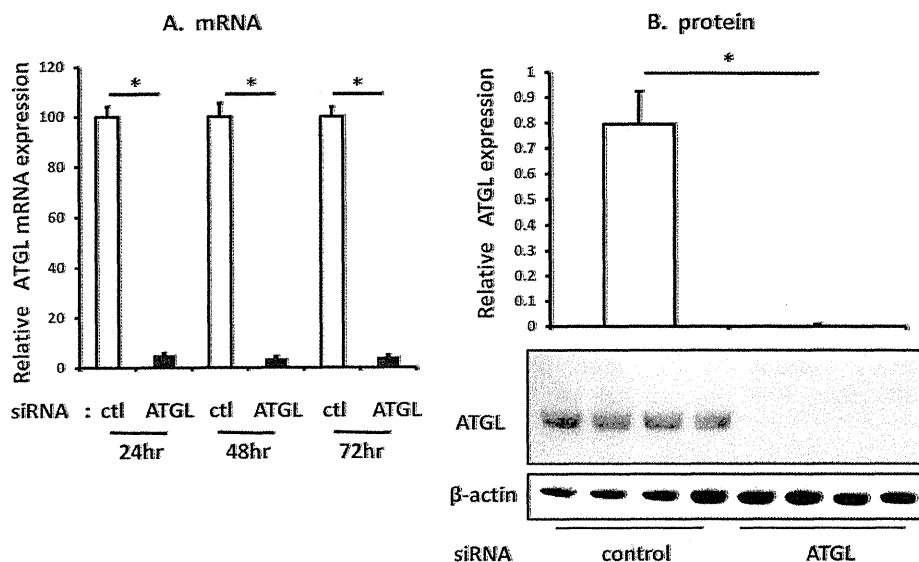 A. mRNA
Relative ATGL mRNA expression
120
100
80
60
40
20
0
* * *
siRNA : ctl ATGL ctl ATGL ctl ATGL
24hr 48hr 72hr
B. protein
Relative ATGL expression
1
0.9
0.8
0.7
0.6
0.5
0.4
0.3
0.2
0.1
0
*
ATGL
β-actin
siRNA control ATGL